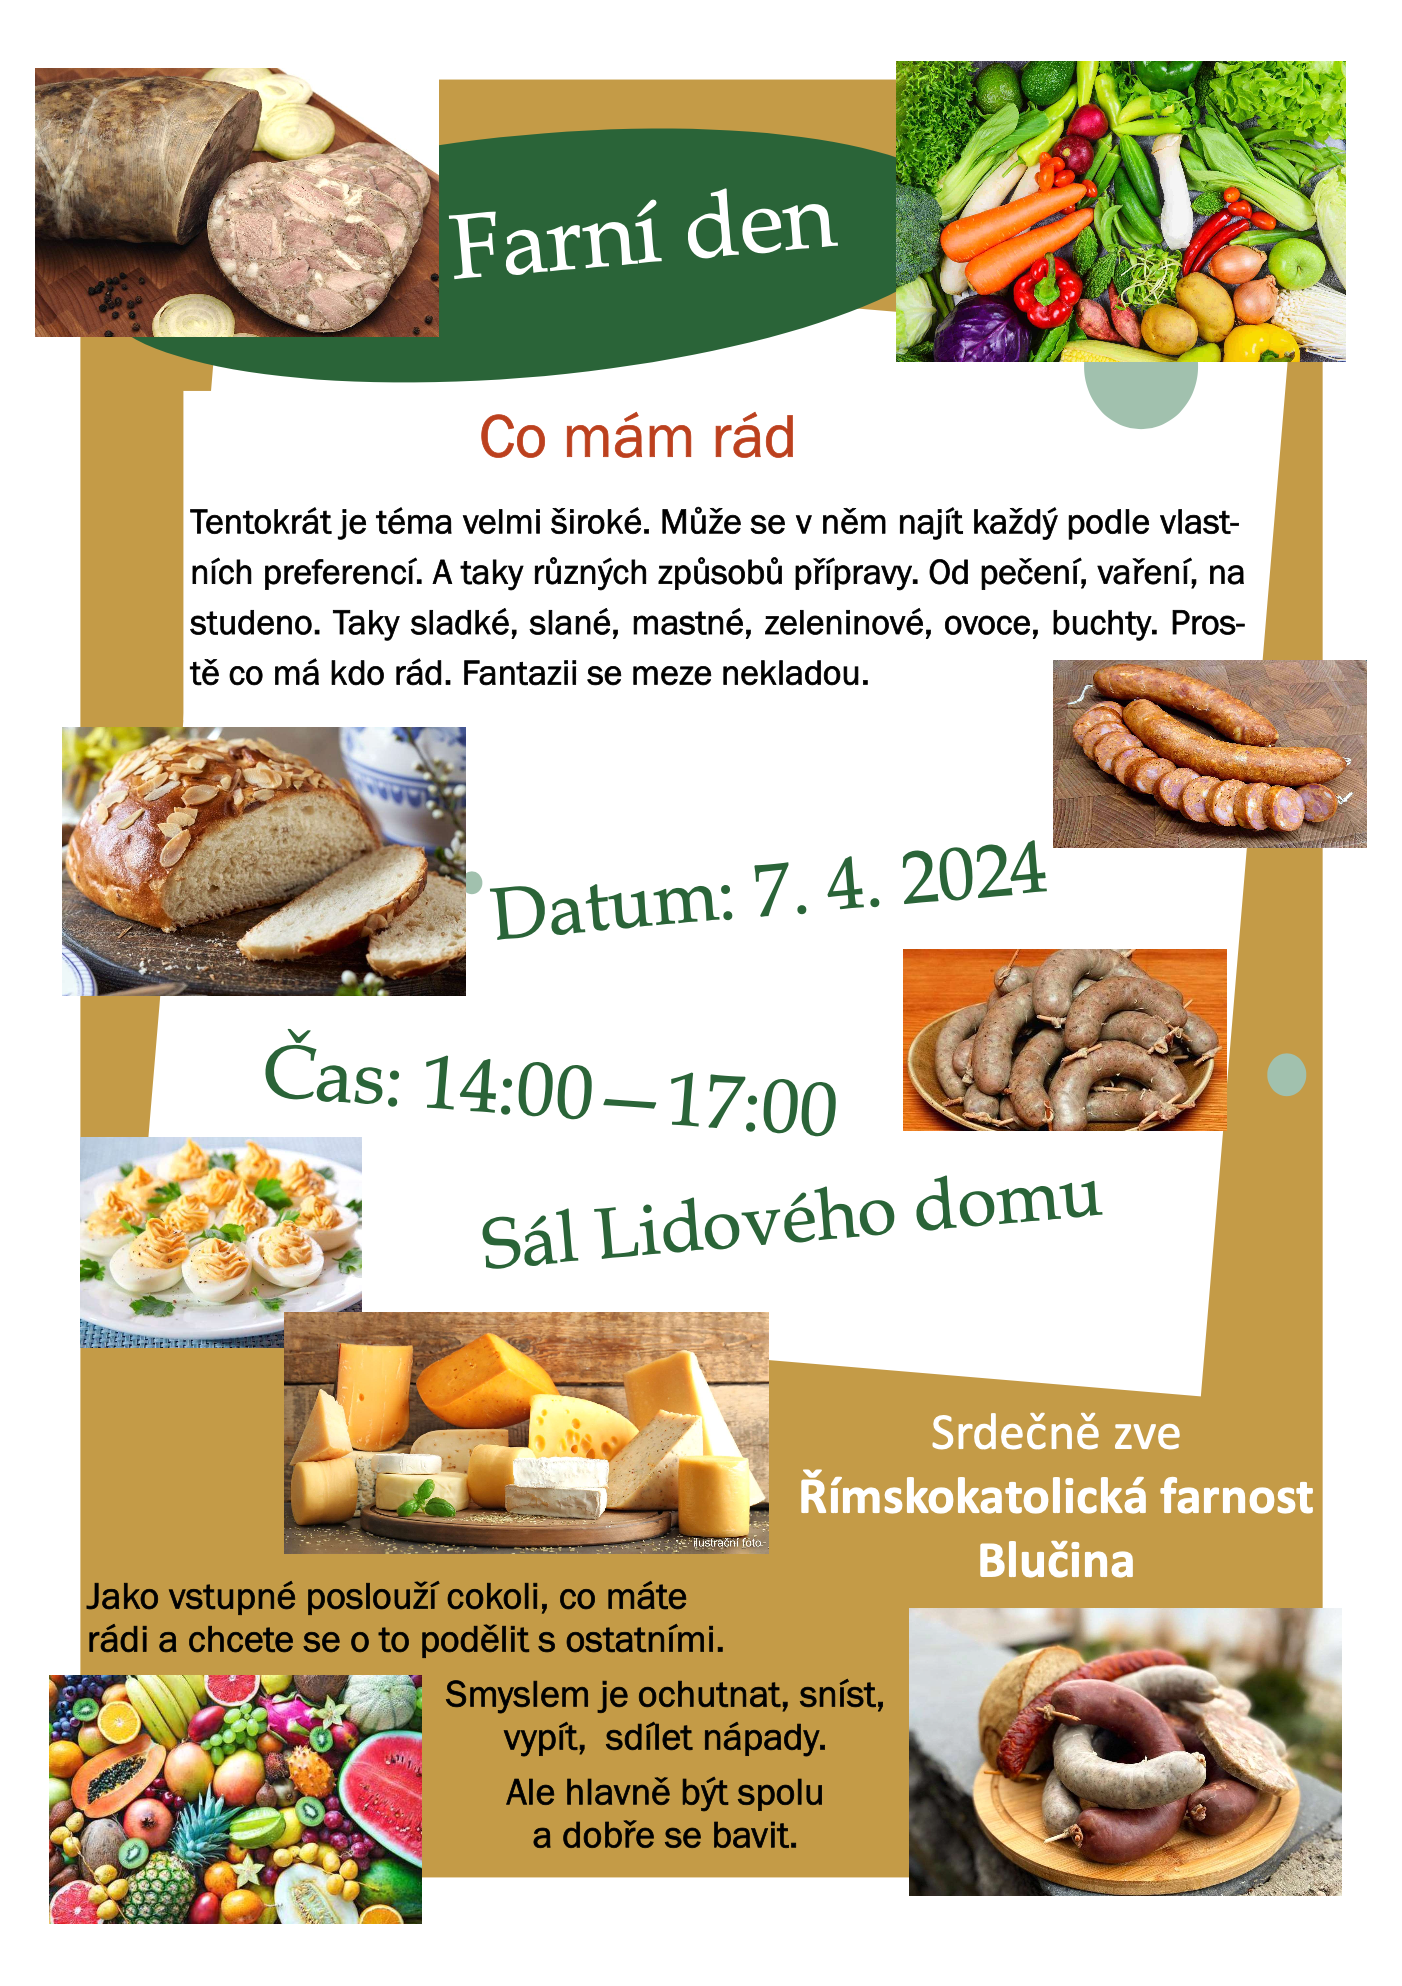 Farní den
Co mám rád
Tentokrát je téma velmi široké. Může se v něm najít každý podle vlast-
ních preferencí. A taky různých způsobů přípravy. Od pečení, vaření, na
studeno. Taky sladké, slané, mastné, zeleninové, ovoce, buchty. Pros-
tě co má kdo rád. Fantazii se meze nekladou.
Datum: 7. 4. 2024
Čas: 14:00—17:00
Sál Lidového domu
ilustrační foto
Srdečně zve
Římskokatolická farnost
Blučina
Jako vstupné poslouží cokoli, co máte
rádi a chcete se o to podělit s ostatními.
Smyslem je ochutnat, sníst,
vypít, sdílet nápady.
Ale hlavně být spolu
a dobře se bavit.